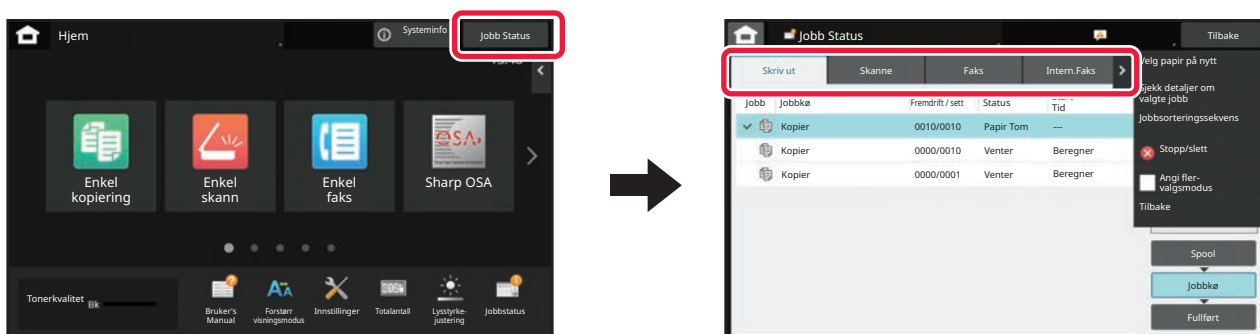 Hjem
Systeminfo
Jobb Status
Enkel
kopiering
Enkel
skann
Enkel
faks
OSA
Sharp OSA
Tonerkvalitet
Bk
Bruker's
Manual
Forstørr
visningsmodus
Innstillinger
Totalantall
Lysstyrke-
justering
Jobbstatus
Jobb Status
Tilbake
Skriv ut
Skanne
Faks
Intern.Faks
Jobb
Jobbkø
Fremdrift / sett
Status
Tid
Kopier
0010/0010
Papir Tom
---
Kopier
0000/0010
Venter
Beregner
Kopier
0000/0001
Venter
Beregner
Velg papir på nytt
Sjekk detaljer om
valgte jobb
Jobbsorteringssekvens
Stopp/slett
Angi fler-
valgsmodus
Tilbake
Spool
Jobbkø
Fullført